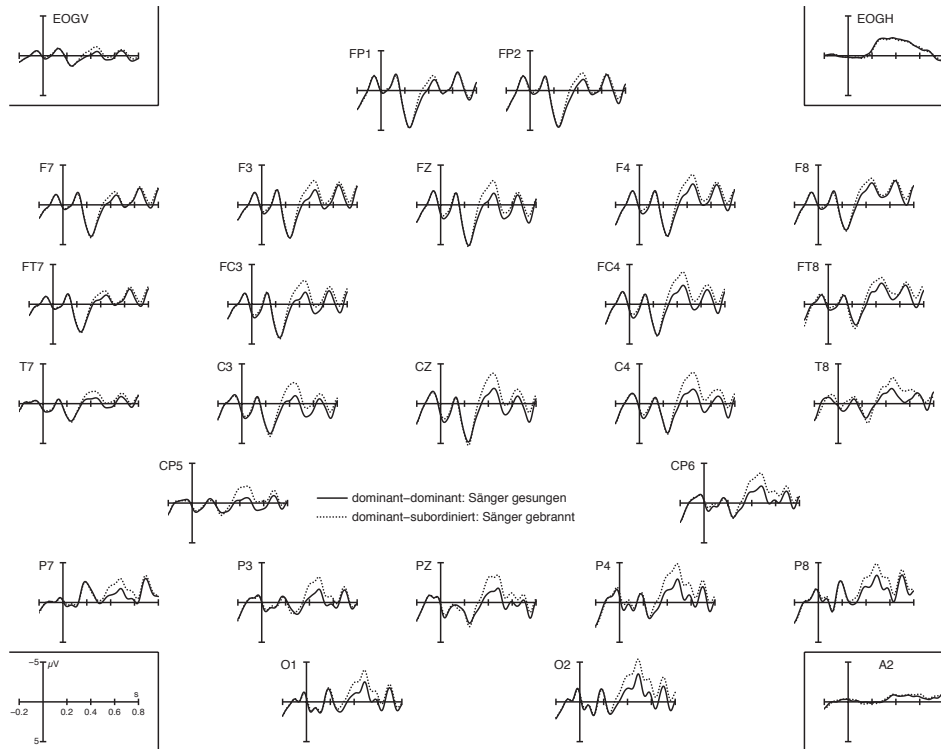 EOGV
EOGH
FP1
FP2
F7
F3
FZ
F4
F8
FT7
FC3
FC4
FT8
T7
C3
CZ
C4
T8
CP5
CP6
dominant−dominant: Sänger gesungen
dominant−subordiniert: Sänger gebrannt
P7
P3
PZ
P4
P8
−5 µV
s
−0.2 0.2 0.4 0.6 0.8
5
O1
O2
A2